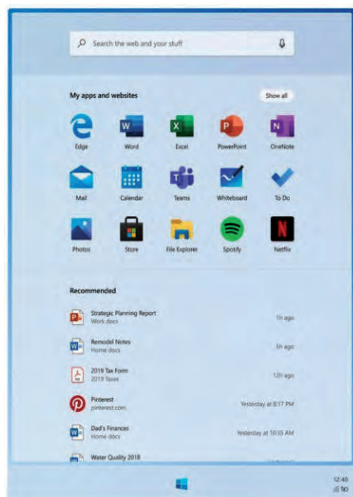 Search the web and your stuff
My apps and websites
Show all
Edge
Word
Excel
PowerPoint
OneNote
Mail
Calendar
Teams
Whiteboard
To Do
Photos
Store
File Explorer
Spotify
Netflix
Recommended
Strategic Planning Report
Work docs
1h ago
Remodel Notes
Home docs
5h ago
2019 Tax Form
2019 Taxes
12h ago
Pinterest
pinterest.com
Yesterday at 8:17 PM
Dad's Finances
Home docs
Yesterday at 10:35 AM
Water Quality 2018
12:45